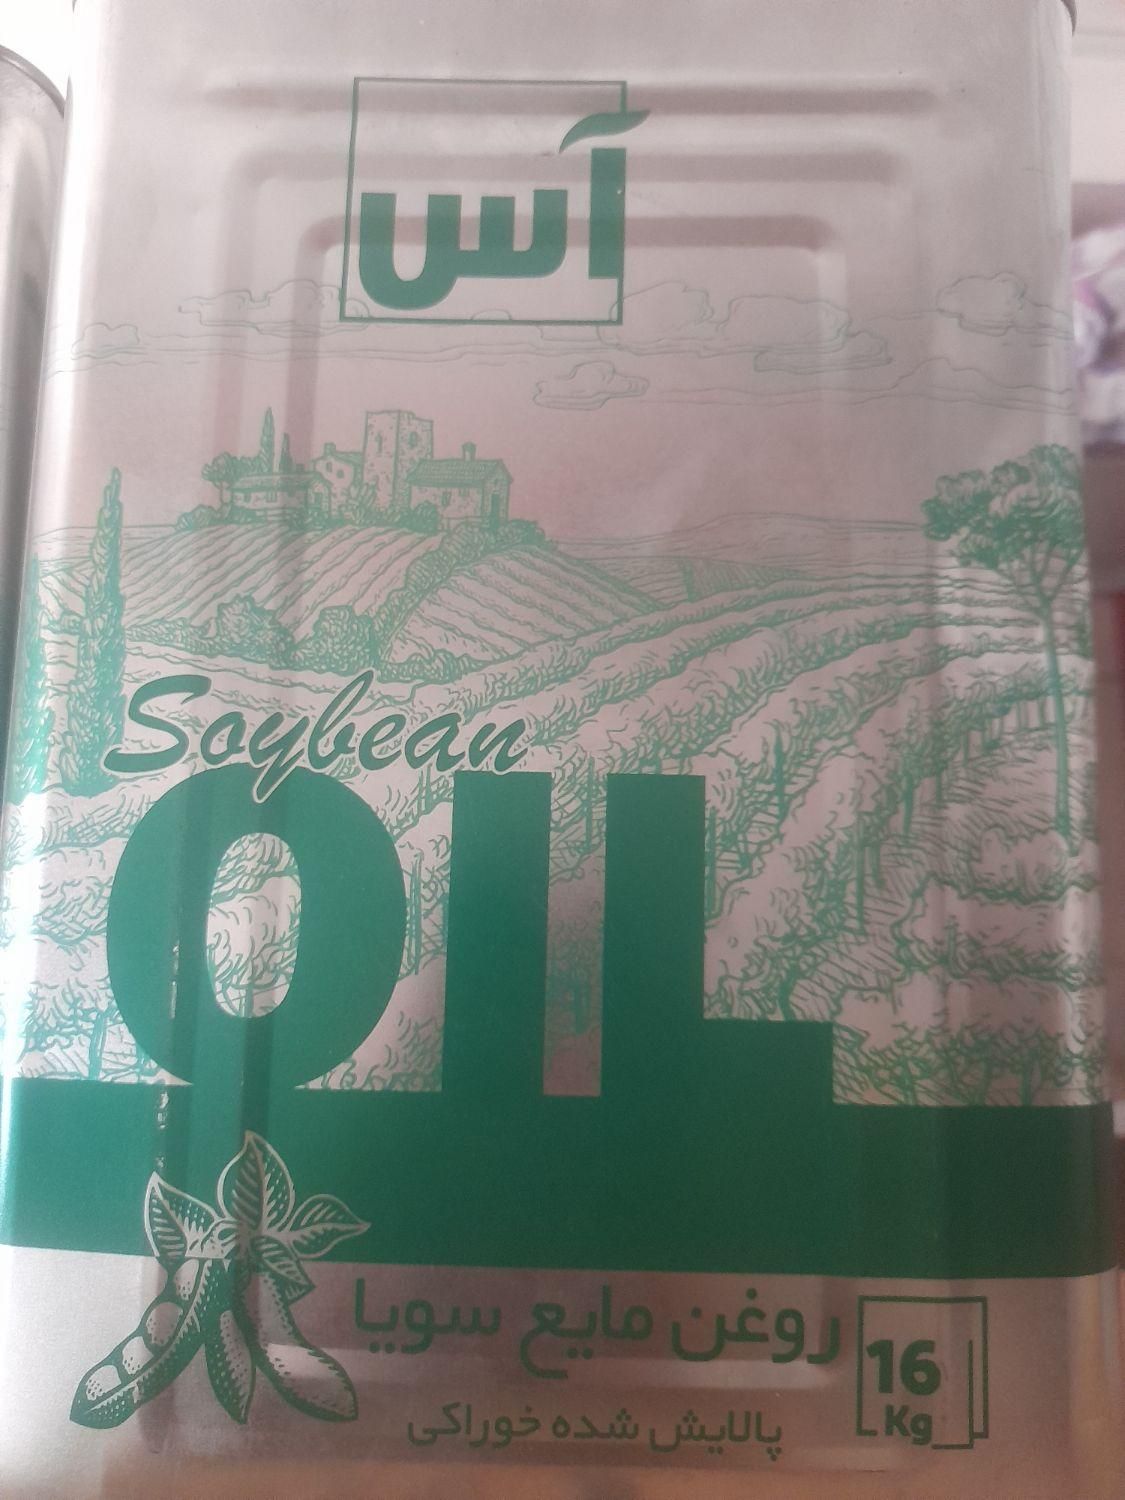 آس
Soybean
OIL
روغن مایع سویا
پالایش شده خوراکی
16
Kg